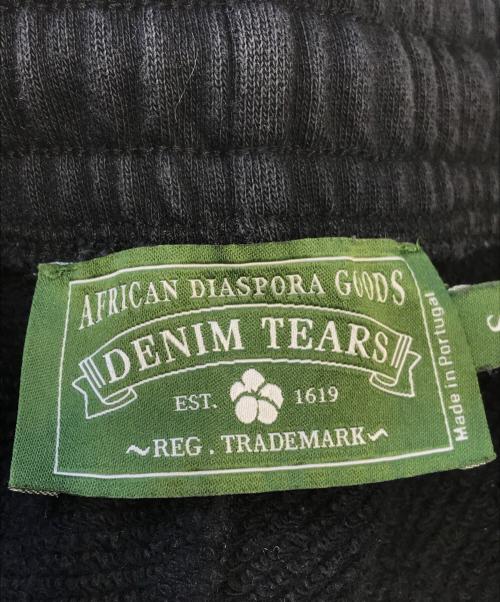 AFRICAN DIASPORA GOODS
DENIM TEARS
EST. 1619
~REG. TRADEMARK~
Made in Portugal
S